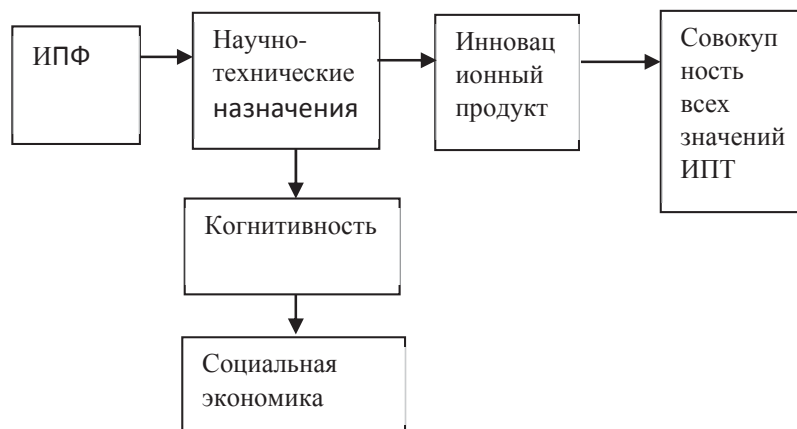 ИПФ
Научно-
технические
назначения
Инновац
ионный
продукт
Совокуп
ность
всех
значений
ИПТ
Когнитивность
Социальная
экономика